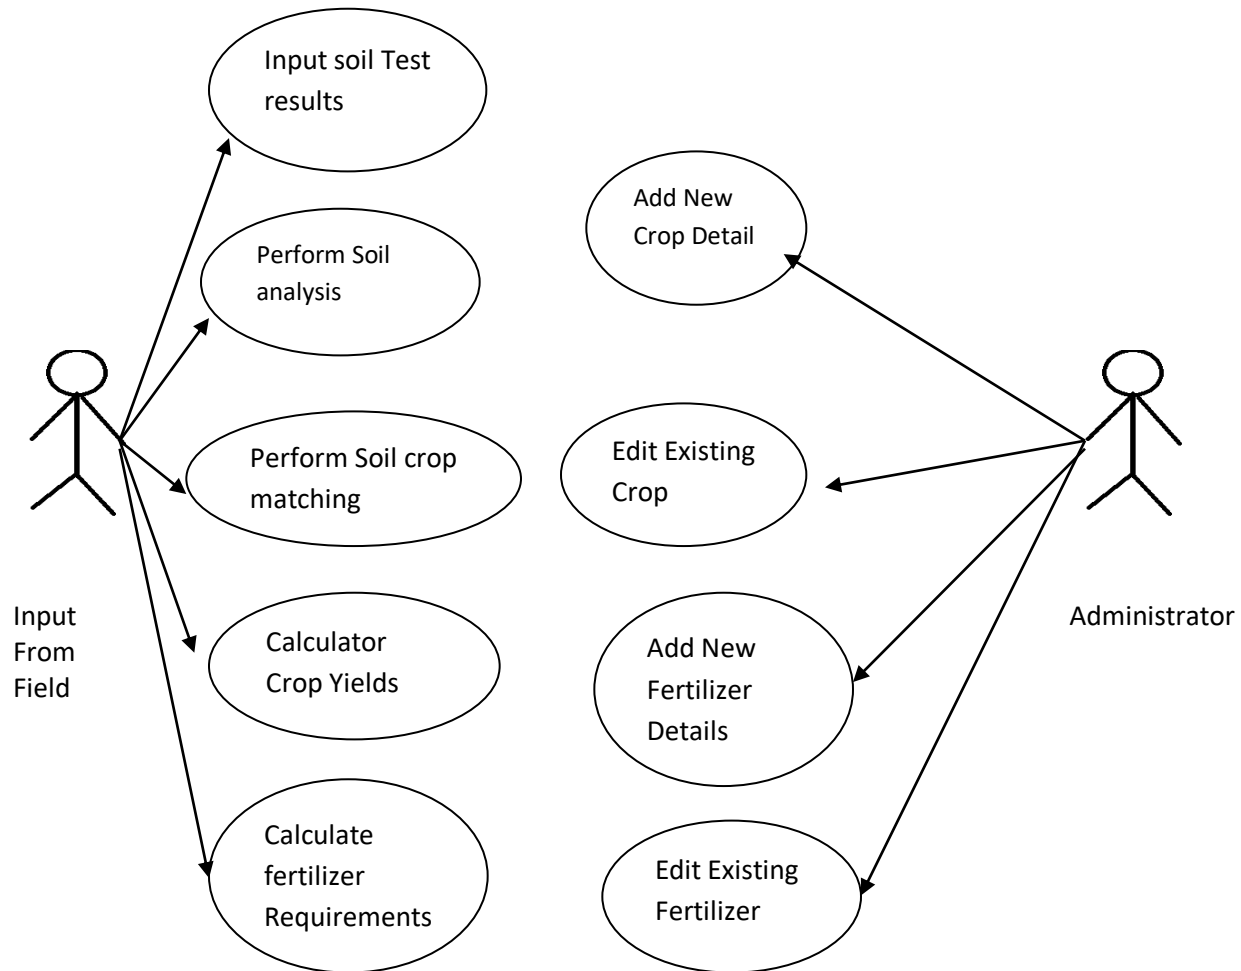 Input soil Test
results
Perform Soil
analysis
Perform Soil crop
matching
Calculator
Crop Yields
Calculate
fertilizer
Requirements
Input
From
Field
Add New
Crop Detail
Edit Existing
Crop
Add New
Fertilizer
Details
Edit Existing
Fertilizer
Administrator